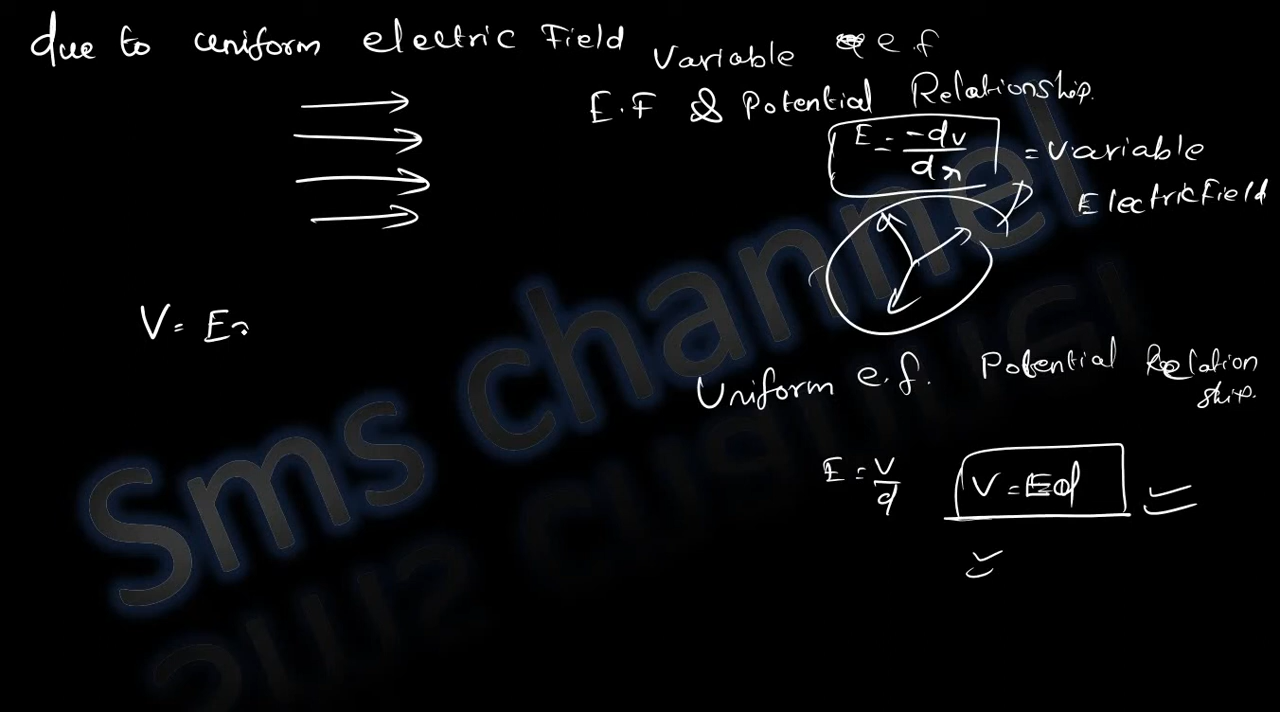 due to uniform electric Field
Variable e.f
E.F & Potential Relationship.
E = -dv/dx = Variable
Electric Field
V = E
Uniform e.f. Potential Relation
ship.
E = V/d V = Ed
Sms channel